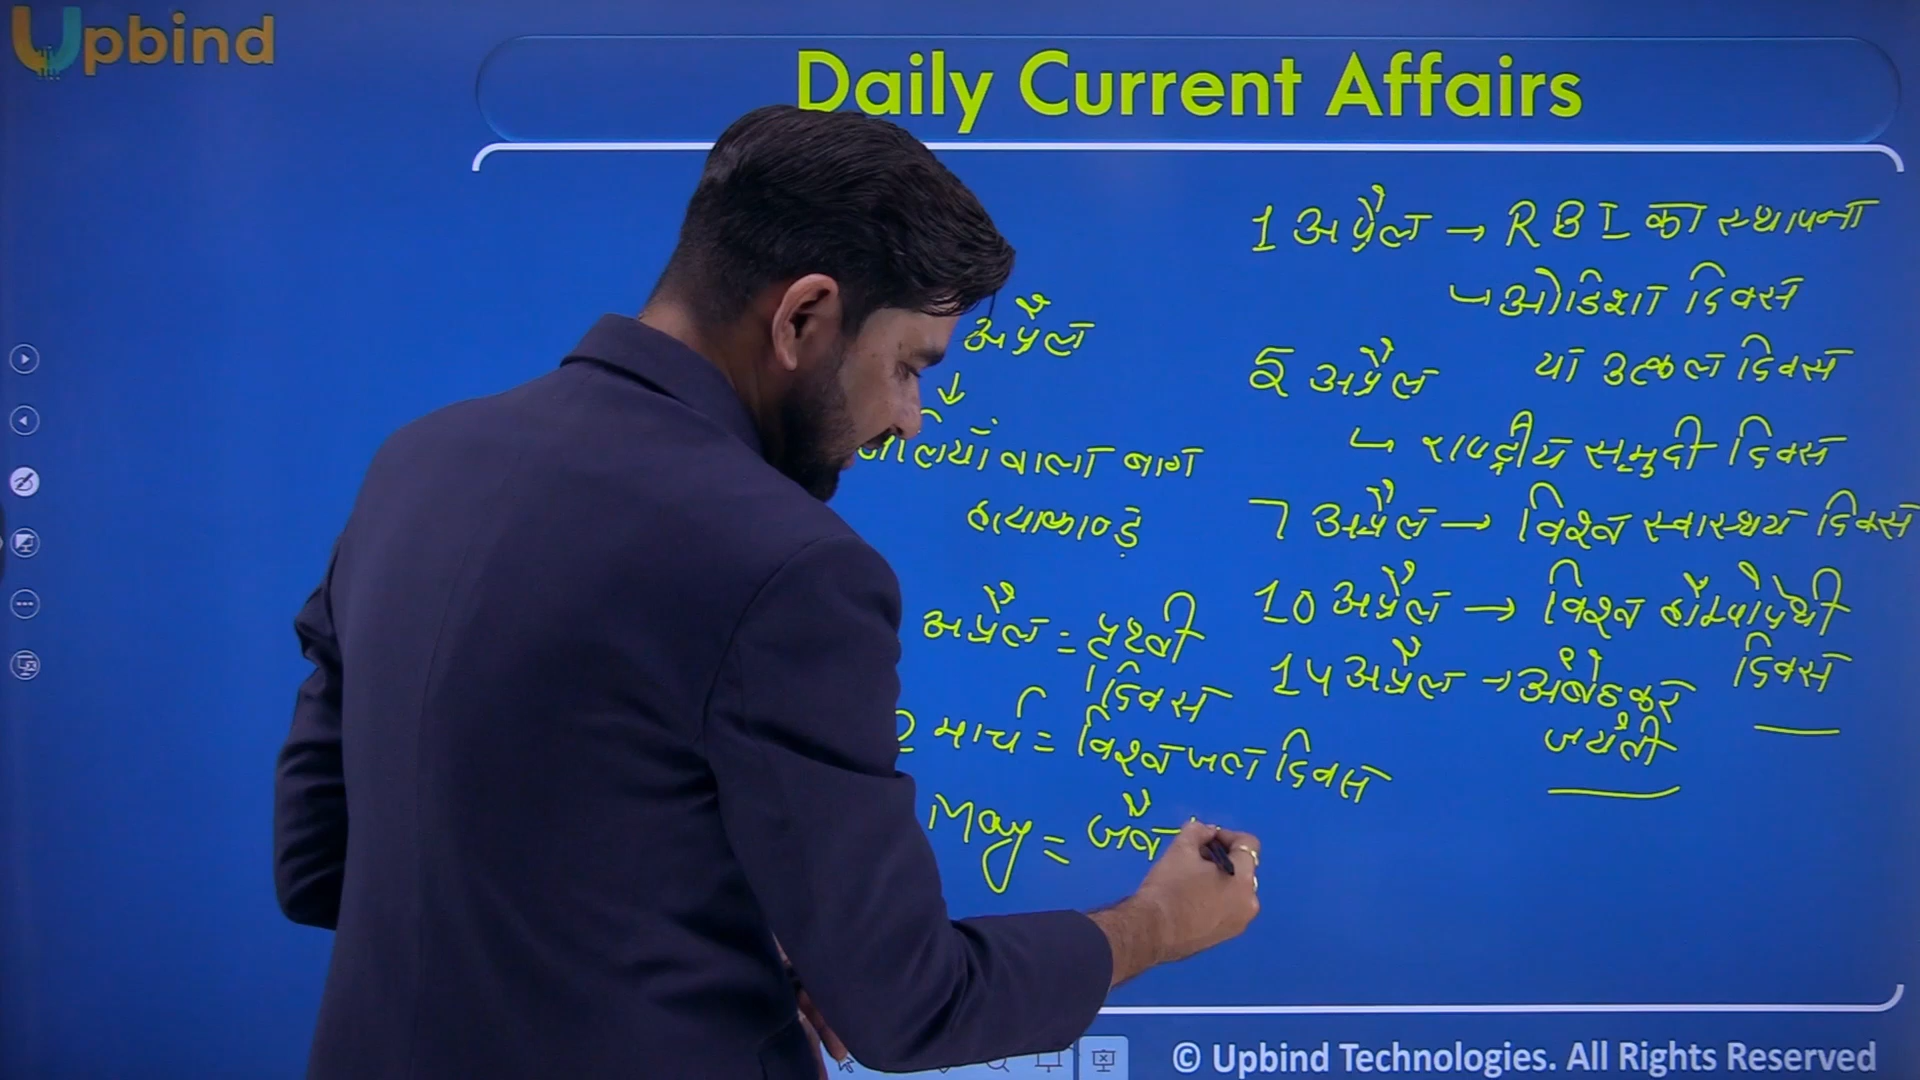 Upbind
Daily Current Affairs
1 अप्रैल → RBI का स्थापना
↳ ओडिशा दिवस
5 अप्रैल या उत्कल दिवस
↳ राष्ट्रीय समुद्री दिवस
7 अप्रैल → विश्व स्वास्थय दिवस
10 अप्रैल → विश्व होम्योपेथी
दिवस
14 अप्रैल → अंबेडकर
जयंती
अप्रैल
↓
जलियां वाला बाग
हत्याकाण्ड़
अप्रैल = पृथ्वी
दिवस
2 मार्च = विश्व जल दिवस
May = जैव
© Upbind Technologies. All Rights Reserved